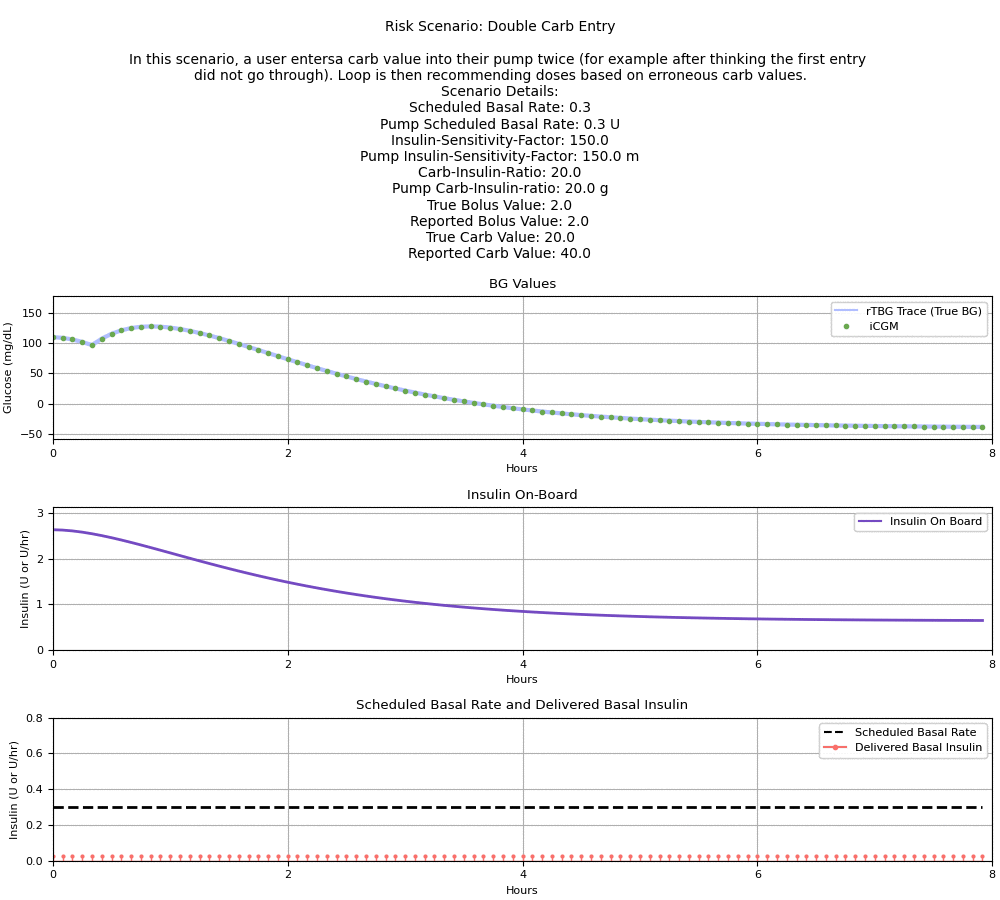 Risk Scenario: Double Carb Entry
In this scenario, a user entersa carb value into their pump twice (for example after thinking the first entry
did not go through). Loop is then recommending doses based on erroneous carb values.
Scenario Details:
Scheduled Basal Rate: 0.3
Pump Scheduled Basal Rate: 0.3 U
Insulin-Sensitivity-Factor: 150.0
Pump Insulin-Sensitivity-Factor: 150.0 m
Carb-Insulin-Ratio: 20.0
Pump Carb-Insulin-ratio: 20.0 g
True Bolus Value: 2.0
Reported Bolus Value: 2.0
True Carb Value: 20.0
Reported Carb Value: 40.0
BG Values
Glucose (mg/dL)
150
100
50
0
−50
rTBG Trace (True BG)
iCGM
0 2 4 6 8
Hours
Insulin On-Board
Insulin (U or U/hr)
3
2
1
0
Insulin On Board
0 2 4 6 8
Hours
Scheduled Basal Rate and Delivered Basal Insulin
Insulin (U or U/hr)
0.8
0.6
0.4
0.2
0.0
Scheduled Basal Rate
Delivered Basal Insulin
0 2 4 6 8
Hours